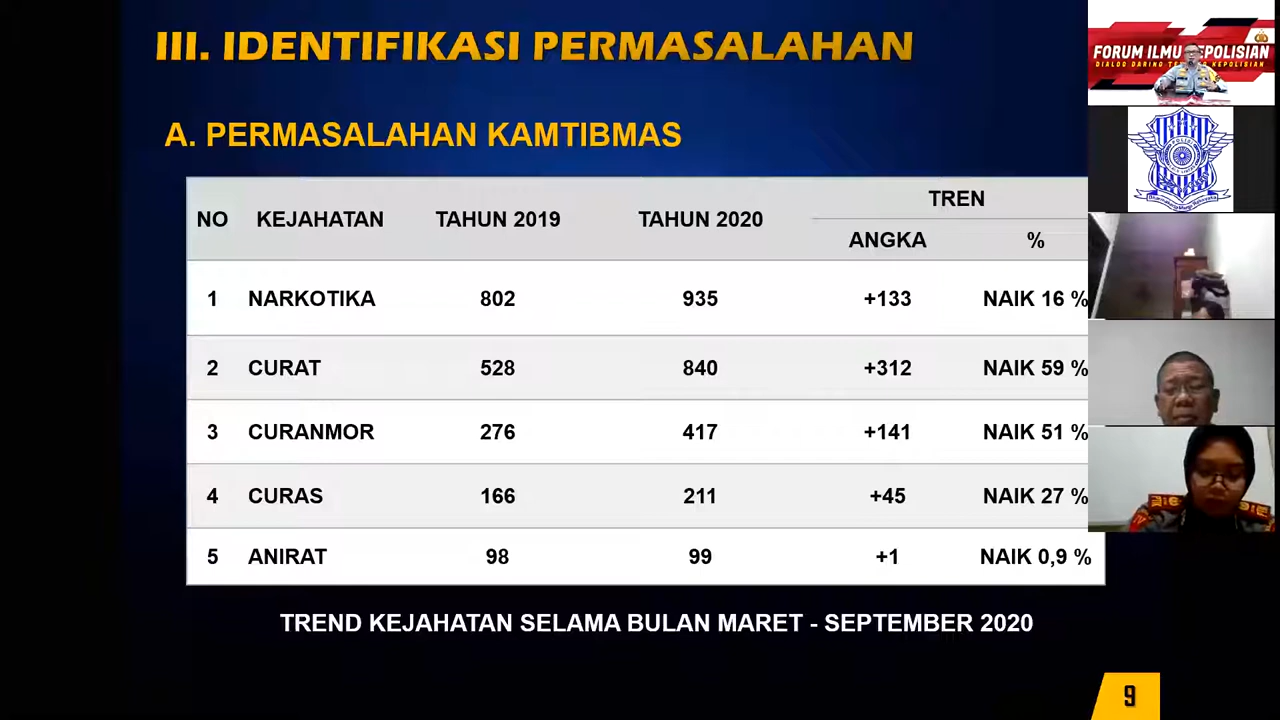 III. IDENTIFIKASI PERMASALAHAN
A. PERMASALAHAN KAMTIBMAS
NO KEJAHATAN TAHUN 2019 TAHUN 2020 TREN
ANGKA %
1 NARKOTIKA 802 935 +133 NAIK 16 %
2 CURAT 528 840 +312 NAIK 59 %
3 CURANMOR 276 417 +141 NAIK 51 %
4 CURAS 166 211 +45 NAIK 27 %
5 ANIRAT 98 99 +1 NAIK 0,9 %
TREND KEJAHATAN SELAMA BULAN MARET - SEPTEMBER 2020
9
FORUM ILMU KEPOLISIAN
DIALOG DARING
KEPOLISIAN